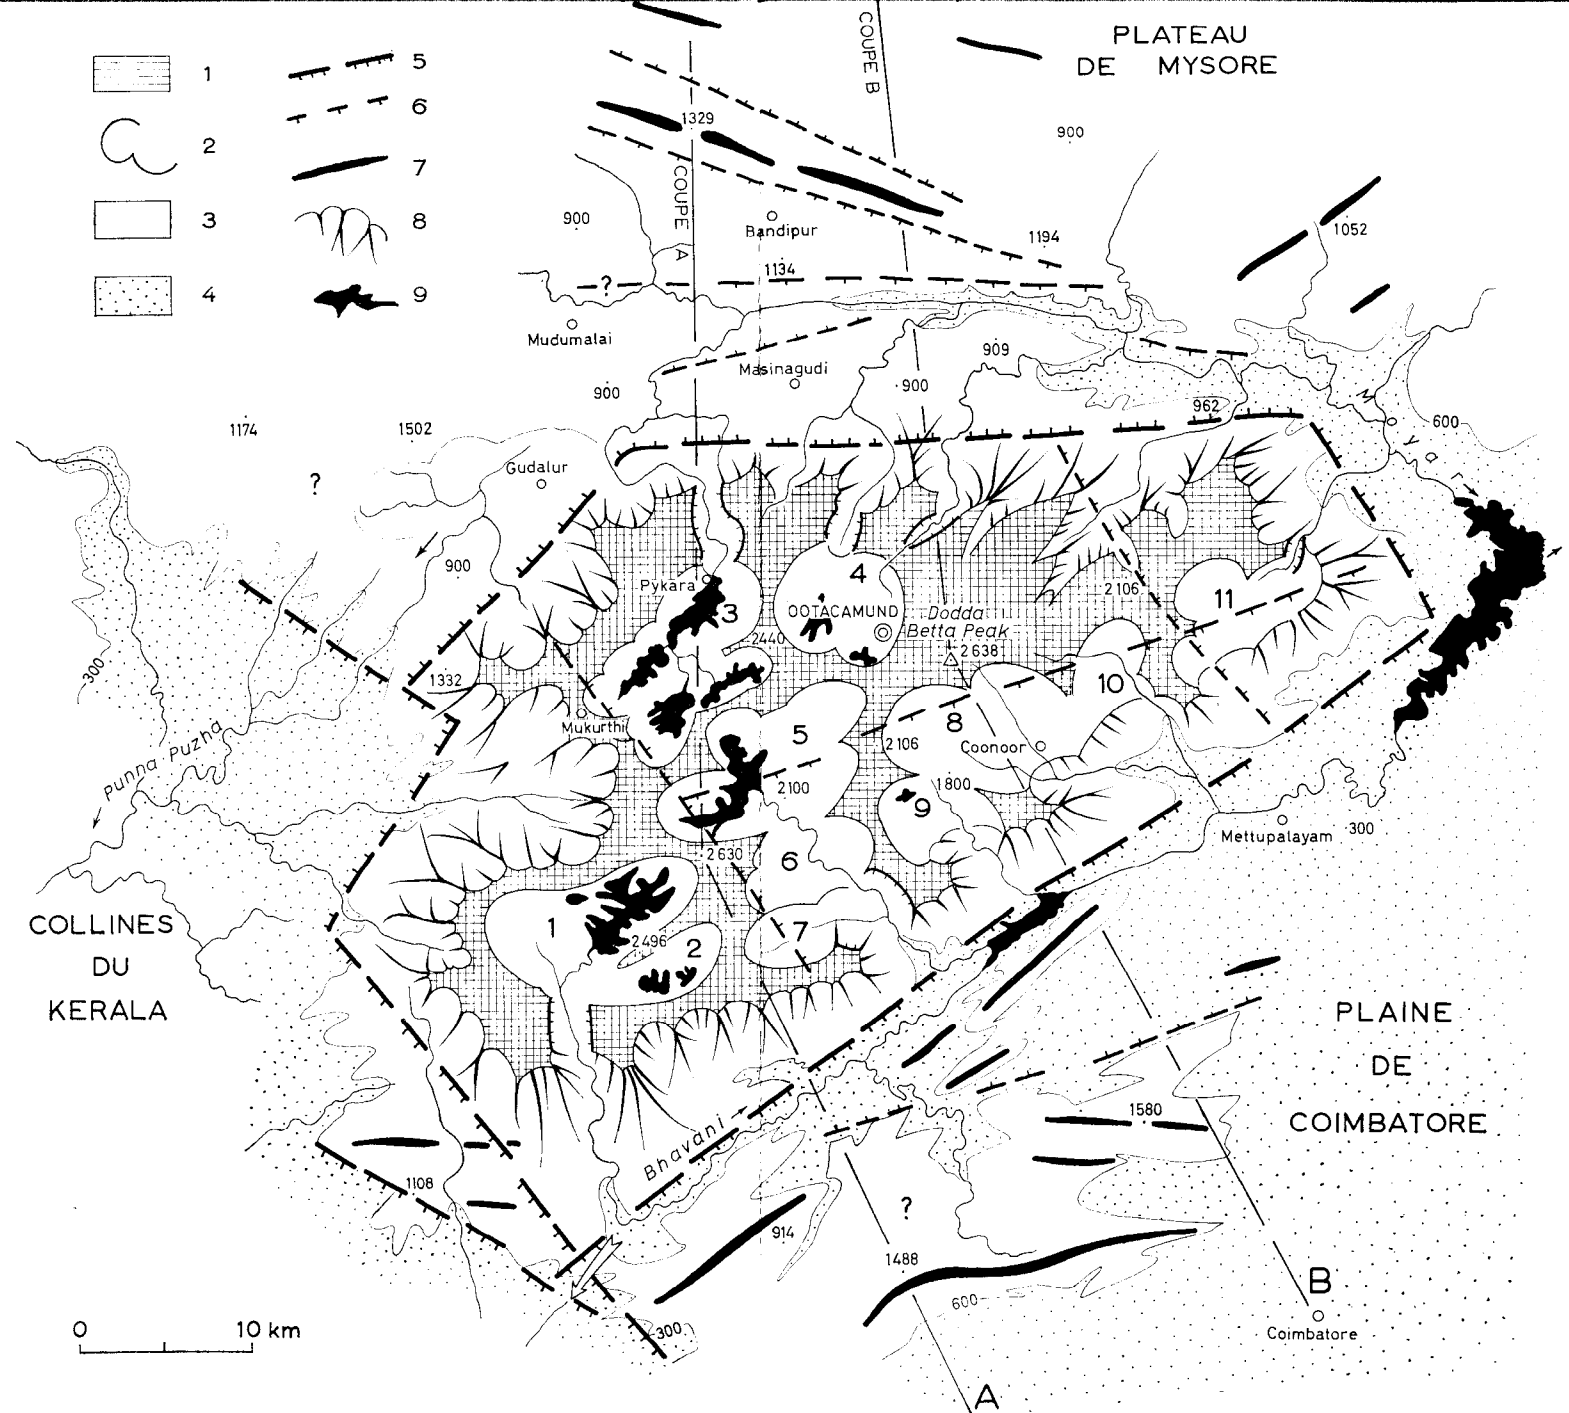 PLATEAU
DE MYSORE
COUPE B
COUPE A
1
2
3
4
5
6
7
8
9
1329
900
900
Bandipur
1194
1134
1052
?
Mudumalai
Masinagudi
909
900
900
962
Moyar
600
1174
1502
?
Gudalur
900
Pykara
3
4
OOTACAMUND
Dodda
Betta Peak
2638
2440
2106
11
300
1332
Mukurthi
Punna Puzha
5
2106
8
10
Coonoor
2100
1800
9
Mettupalayam
300
2630
6
COLLINES
DU
KERALA
1
2496
2
7
PLAINE
DE
COIMBATORE
1580
Bhavani
1108
914
?
1488
600
300
B
Coimbatore
A
0 10 km